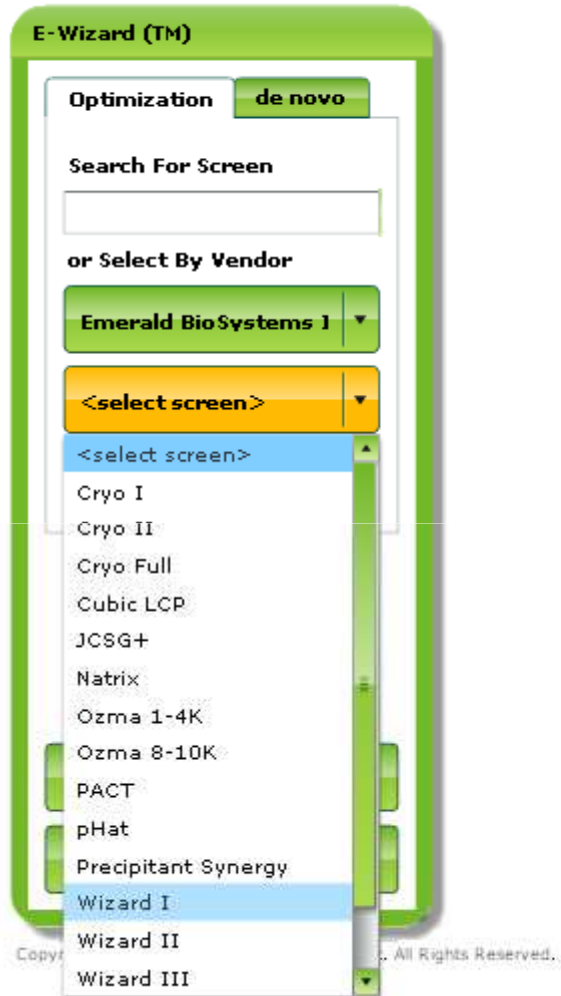 E-Wizard (TM)
Optimization de novo
Search For Screen
or Select By Vendor
Emerald BioSystems I
<select screen>
<select screen>
Cryo I
Cryo II
Cryo Full
Cubic LCP
JCSG+
Natrix
Ozma 1-4K
Ozma 8-10K
PACT
pHat
Precipitant Synergy
Wizard I
Wizard II
Wizard III
All Rights Reserved.